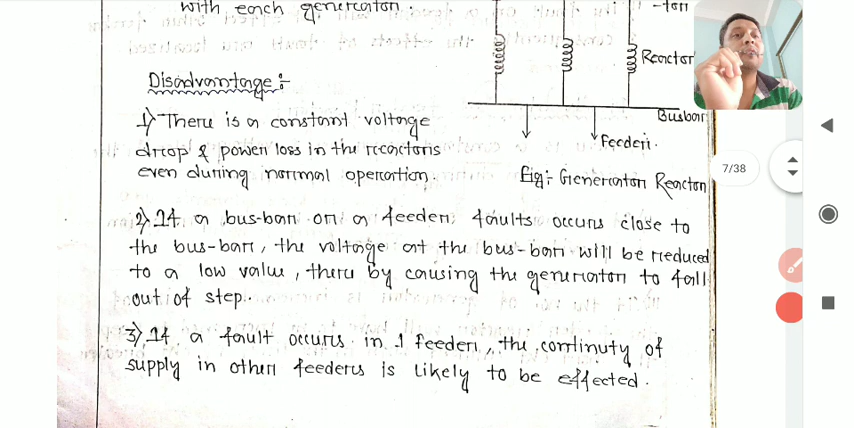 with each generator.
-tor
Reactor
Busbar
Feeder.
Fig:- Generator Reactor
Disadvantage:-
1) There is a constant voltage
drop & power loss in the reactors
even during normal operation.
2) If a bus-bar or a feeder faults occurs close to
the bus-bar, the voltage at the bus-bar will be reduced
to a low value, there by causing the generator to fall
out of step.
3) If a fault occurs in 1 feeder, the continuty of
supply in other feeders is likely to be effected.
7/38